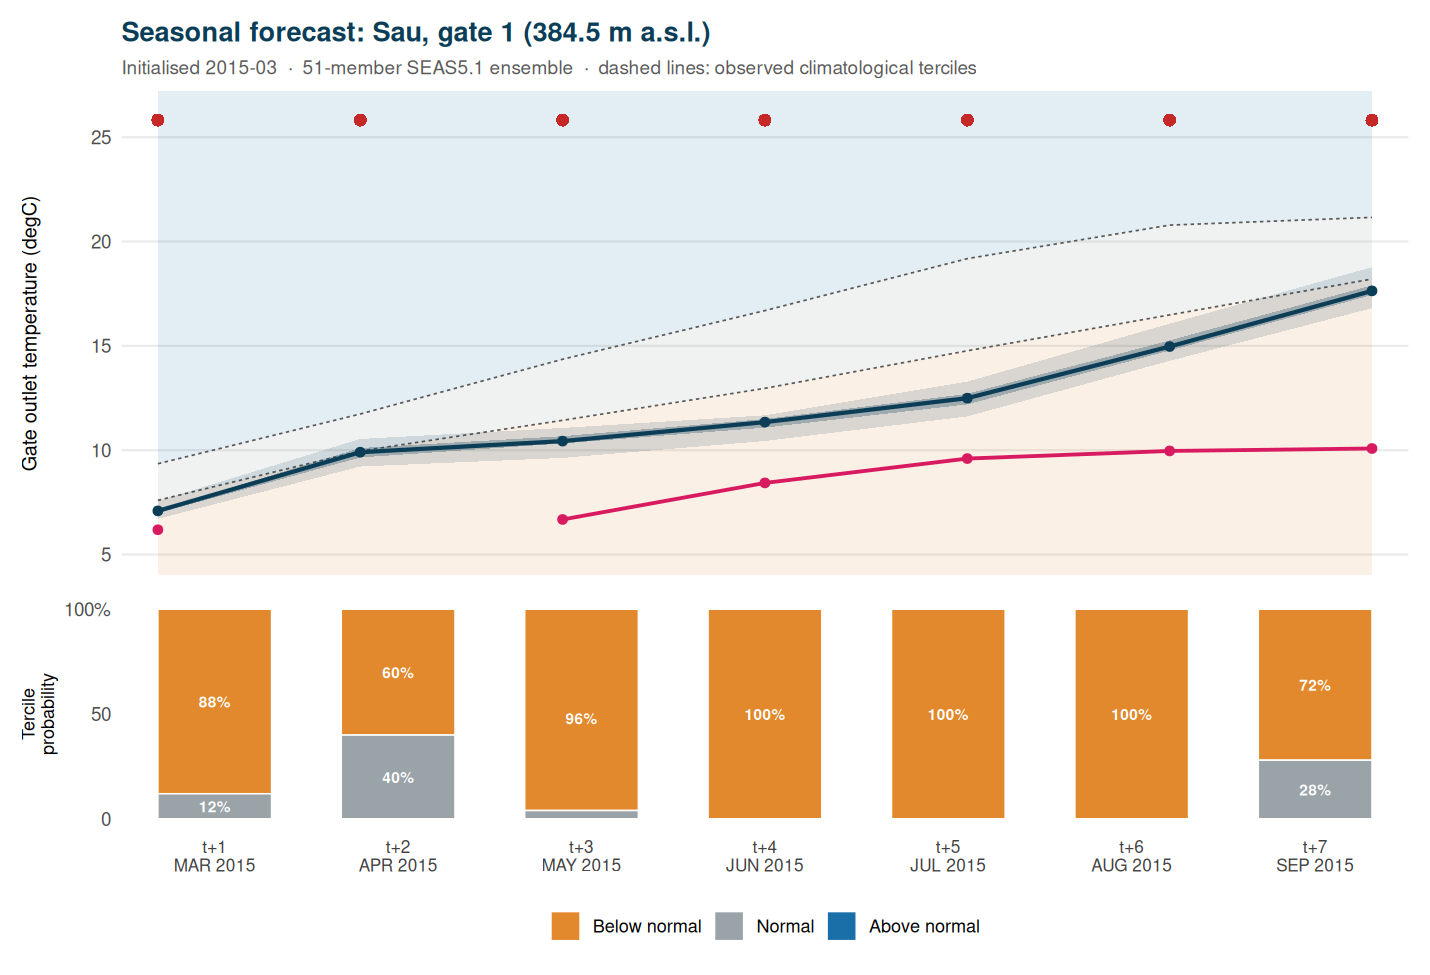 Seasonal forecast: Sau, gate 1 (384.5 m a.s.l.)
Initialised 2015-03 · 51-member SEAS5.1 ensemble · dashed lines: observed climatological terciles
Gate outlet temperature (degC)
25
20
15
10
5
Tercile
probability
100%
50
0
88%
12%
60%
40%
96%
100%
100%
100%
72%
28%
t+1
MAR 2015
t+2
APR 2015
t+3
MAY 2015
t+4
JUN 2015
t+5
JUL 2015
t+6
AUG 2015
t+7
SEP 2015
Below normal
Normal
Above normal